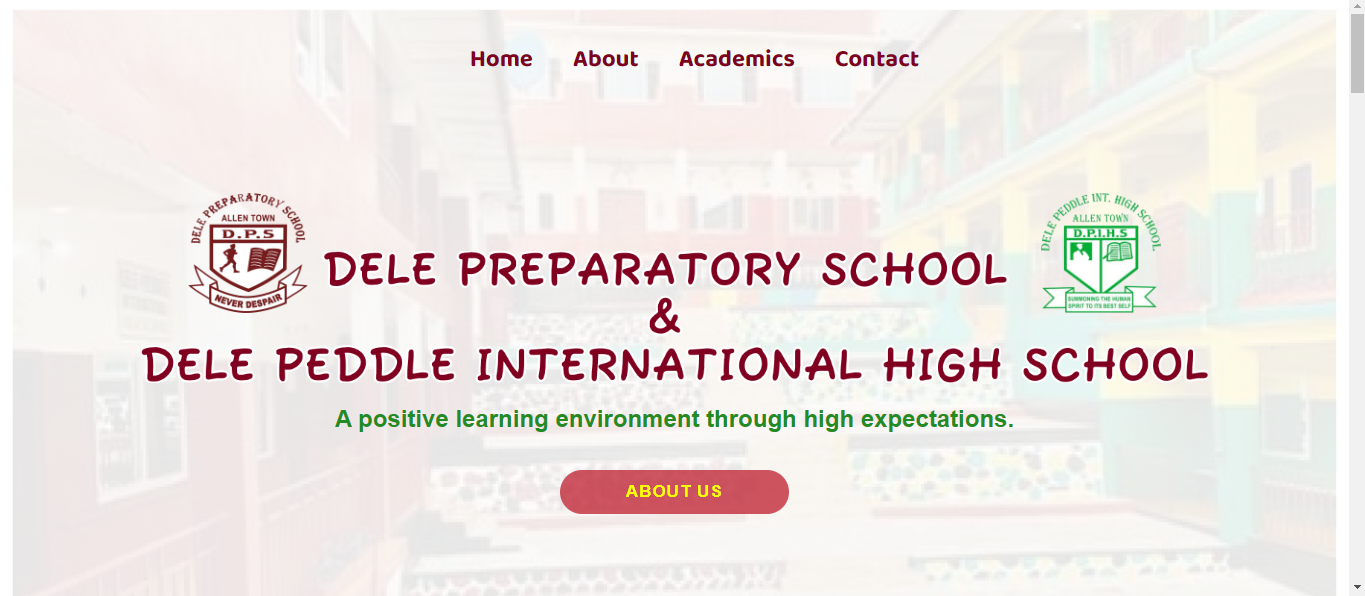 Home About Academics Contact
DELE PREPARATORY SCHOOL
ALLEN TOWN
D.P.S
NEVER DESPAIR
DELE PEDDLE INT. HIGH SCHOOL
ALLEN TOWN
D.P.I.H.S
SUMMONING THE HUMAN
SPIRIT TO ITS BEST SELF
DELE PREPARATORY SCHOOL
&
DELE PEDDLE INTERNATIONAL HIGH SCHOOL
A positive learning environment through high expectations.
ABOUT US